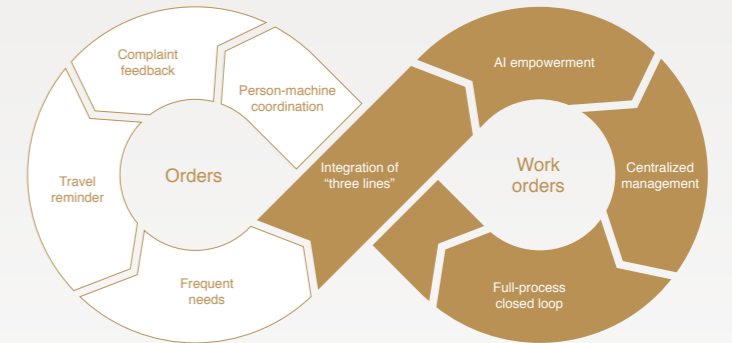 Complaint
feedback
Person-machine
coordination
Travel
reminder
Orders
Frequent
needs
Integration of
“three lines”
AI empowerment
Work
orders
Centralized
management
Full-process
closed loop